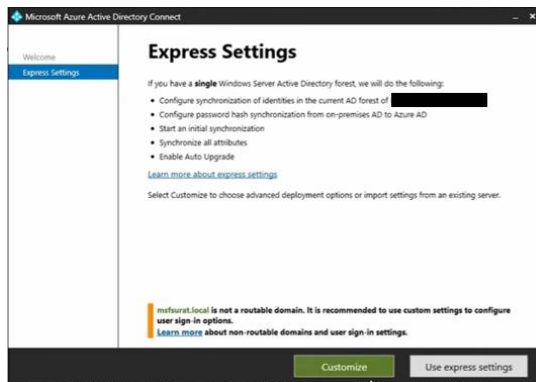 Microsoft Azure Active Directory Connect
Welcome
Express Settings
Express Settings
If you have a single Windows Server Active Directory forest, we will do the following:
• Configure synchronization of identities in the current AD forest of
• Configure password hash synchronization from on-premises AD to Azure AD
• Start an initial synchronization
• Synchronize all attributes
• Enable Auto Upgrade
Learn more about express settings
Select Customize to choose advanced deployment options or import settings from an existing server.
msfsurat.local is not a routable domain. It is recommended to use custom settings to configure
user sign-in options.
Learn more about non-routable domains and user sign-in settings.
Customize
Use express settings